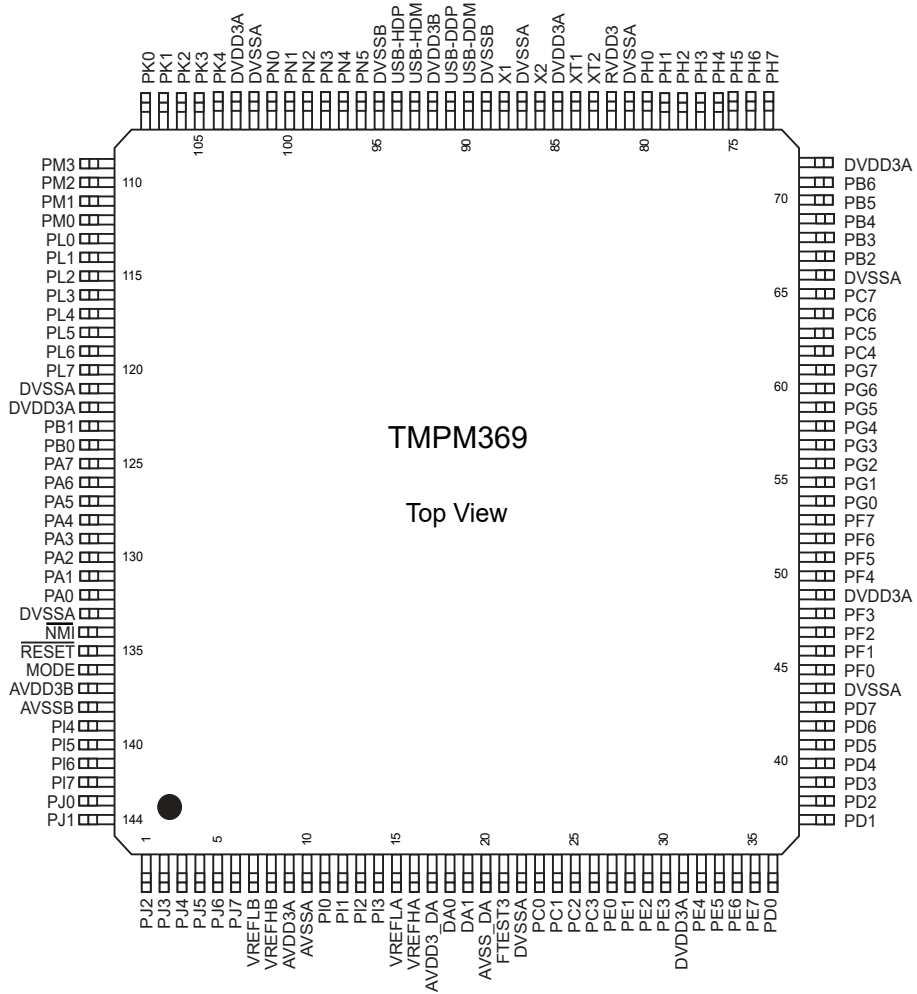 PK0
PK1
PK2
PK3
PK4
DVDD3A
DVSSA
PN0
PN1
PN2
PN3
PN4
PN5
DVSSB
USB-HDP
USB-HDM
DVDD3B
USB-DDP
USB-DDM
DVSSB
X1
DVSSA
X2
DVDD3A
XT1
XT2
RVDD3
DVSSA
PH0
PH1
PH2
PH3
PH4
PH5
PH6
PH7
105
100
95
90
85
80
75
PM3
PM2
PM1
PM0
PL0
PL1
PL2
PL3
PL4
PL5
PL6
PL7
DVSSA
DVDD3A
PB1
PB0
PA7
PA6
PA5
PA4
PA3
PA2
PA1
PA0
DVSSA
NMI
RESET
MODE
AVDD3B
AVSSB
PI4
PI5
PI6
PI7
PJ0
PJ1
110
115
120
125
130
135
140
144
TMPM369
Top View
70
65
60
55
50
45
40
DVDD3A
PB6
PB5
PB4
PB3
PB2
DVSSA
PC7
PC6
PC5
PC4
PG7
PG6
PG5
PG4
PG3
PG2
PG1
PG0
PF7
PF6
PF5
PF4
DVDD3A
PF3
PF2
PF1
PF0
DVSSA
PD7
PD6
PD5
PD4
PD3
PD2
PD1
1
5
10
15
20
25
30
35
PJ2
PJ3
PJ4
PJ5
PJ6
PJ7
VREFLB
VREFHB
AVDD3A
AVSSA
PI0
PI1
PI2
PI3
VREFLA
VREFHA
AVDD3_DA
DA0
DA1
AVSS_DA
FTEST3
DVSSA
PC0
PC1
PC2
PC3
PE0
PE1
PE2
PE3
DVDD3A
PE4
PE5
PE6
PE7
PD0